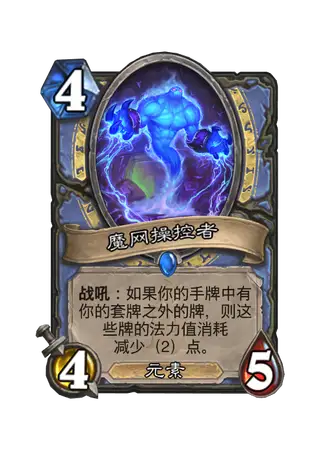 4
魔网操控者
战吼：如果你的手牌中有
你的套牌之外的牌，则这
些牌的法力值消耗
减少（2）点。
4
元素
5